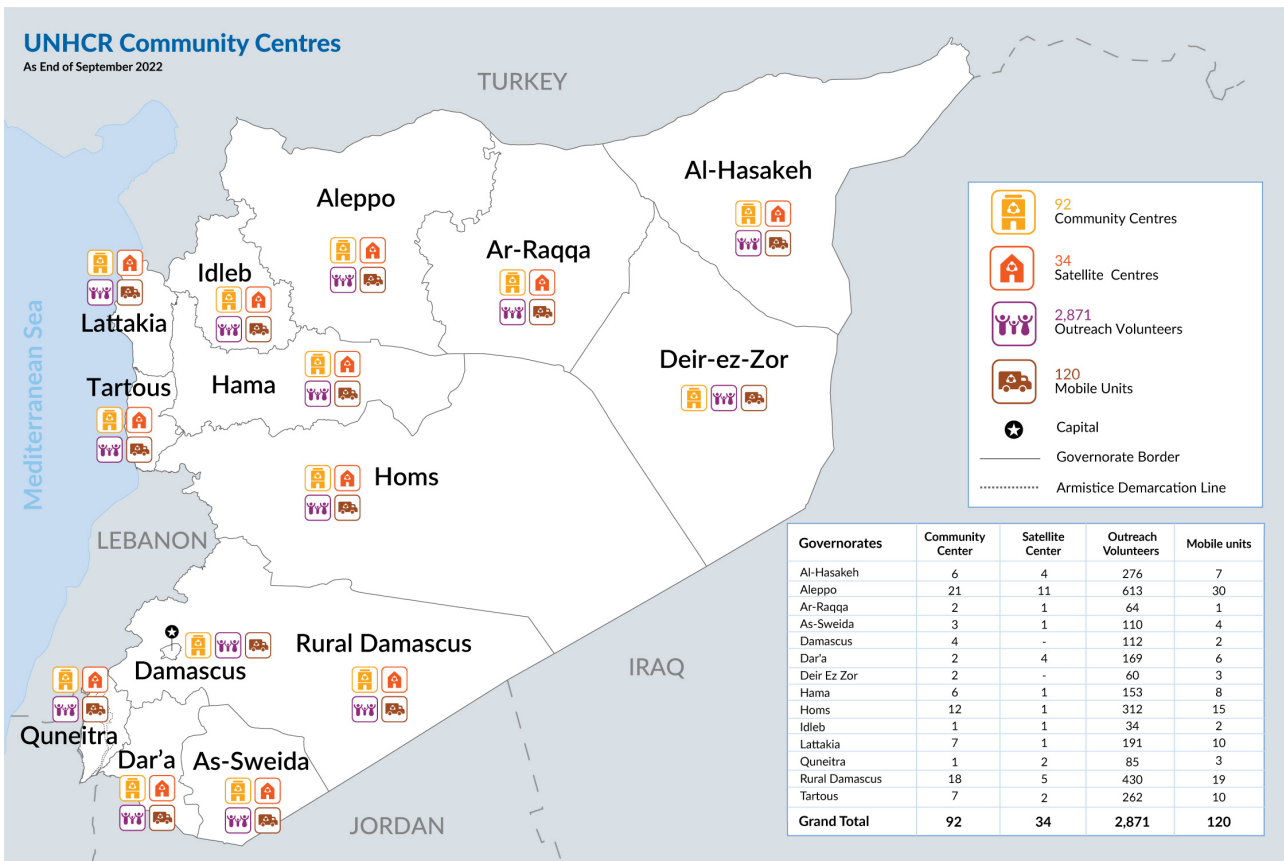 UNHCR Community Centres
As End of September 2022
TURKEY
Al-Hasakeh
Aleppo
Ar-Raqqa
Idleb
Lattakia
Mediterranean Sea
Tartous
Hama
Deir-ez-Zor
Homs
LEBANON
Rural Damascus
Damascus
IRAQ
Quneitra
Dar’a
As-Sweida
JORDAN
92
Community Centres
34
Satellite Centres
2,871
Outreach Volunteers
120
Mobile Units
Capital
Governorate Border
Armistice Demarcation Line
Governorates Community Center Satellite Center Outreach Volunteers Mobile units
Al-Hasakeh 6 4 276 7
Aleppo 21 11 613 30
Ar-Raqqa 2 1 64 1
As-Sweida 3 1 110 4
Damascus 4 - 112 2
Dar'a 2 4 169 6
Deir Ez Zor 2 - 60 3
Hama 6 1 153 8
Homs 12 1 312 15
Idleb 1 1 34 2
Lattakia 7 1 191 10
Quneitra 1 2 85 3
Rural Damascus 18 5 430 19
Tartous 7 2 262 10
Grand Total 92 34 2,871 120